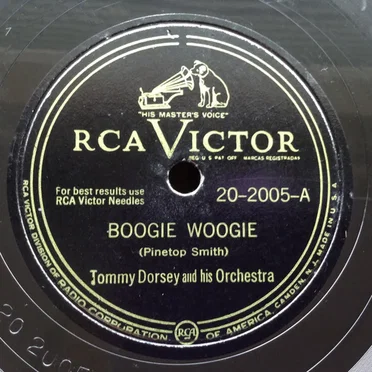 "HIS MASTER'S VOICE"
RCA VICTOR
REG U S PAT OFF MARCAS REGISTRADAS
For best results use
RCA Victor Needles
20-2005-A
BOOGIE WOOGIE
(Pinetop Smith)
Tommy Dorsey and his Orchestra
RCA VICTOR DIVISION OF RADIO CORPORATION OF AMERICA, CAMDEN, N.J. MADE IN U.S.A.
RCA